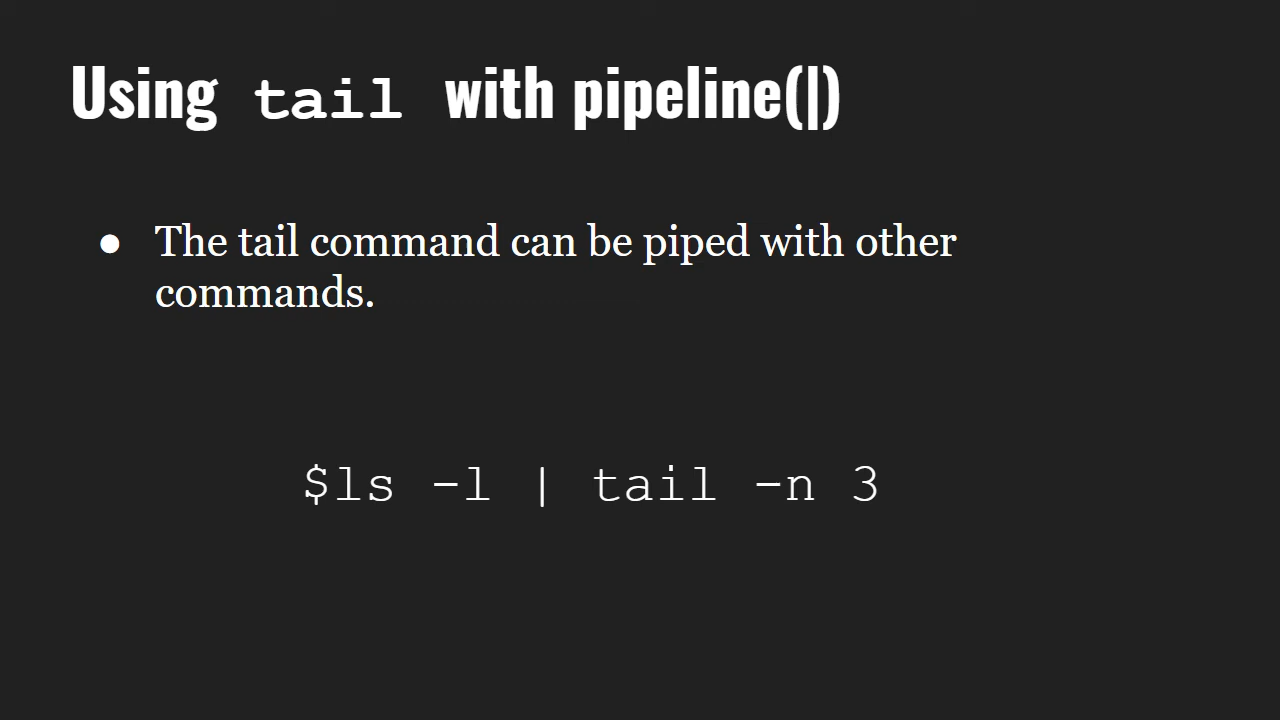 Using tail with pipeline(|)
● The tail command can be piped with other
commands.
$ls -l | tail -n 3